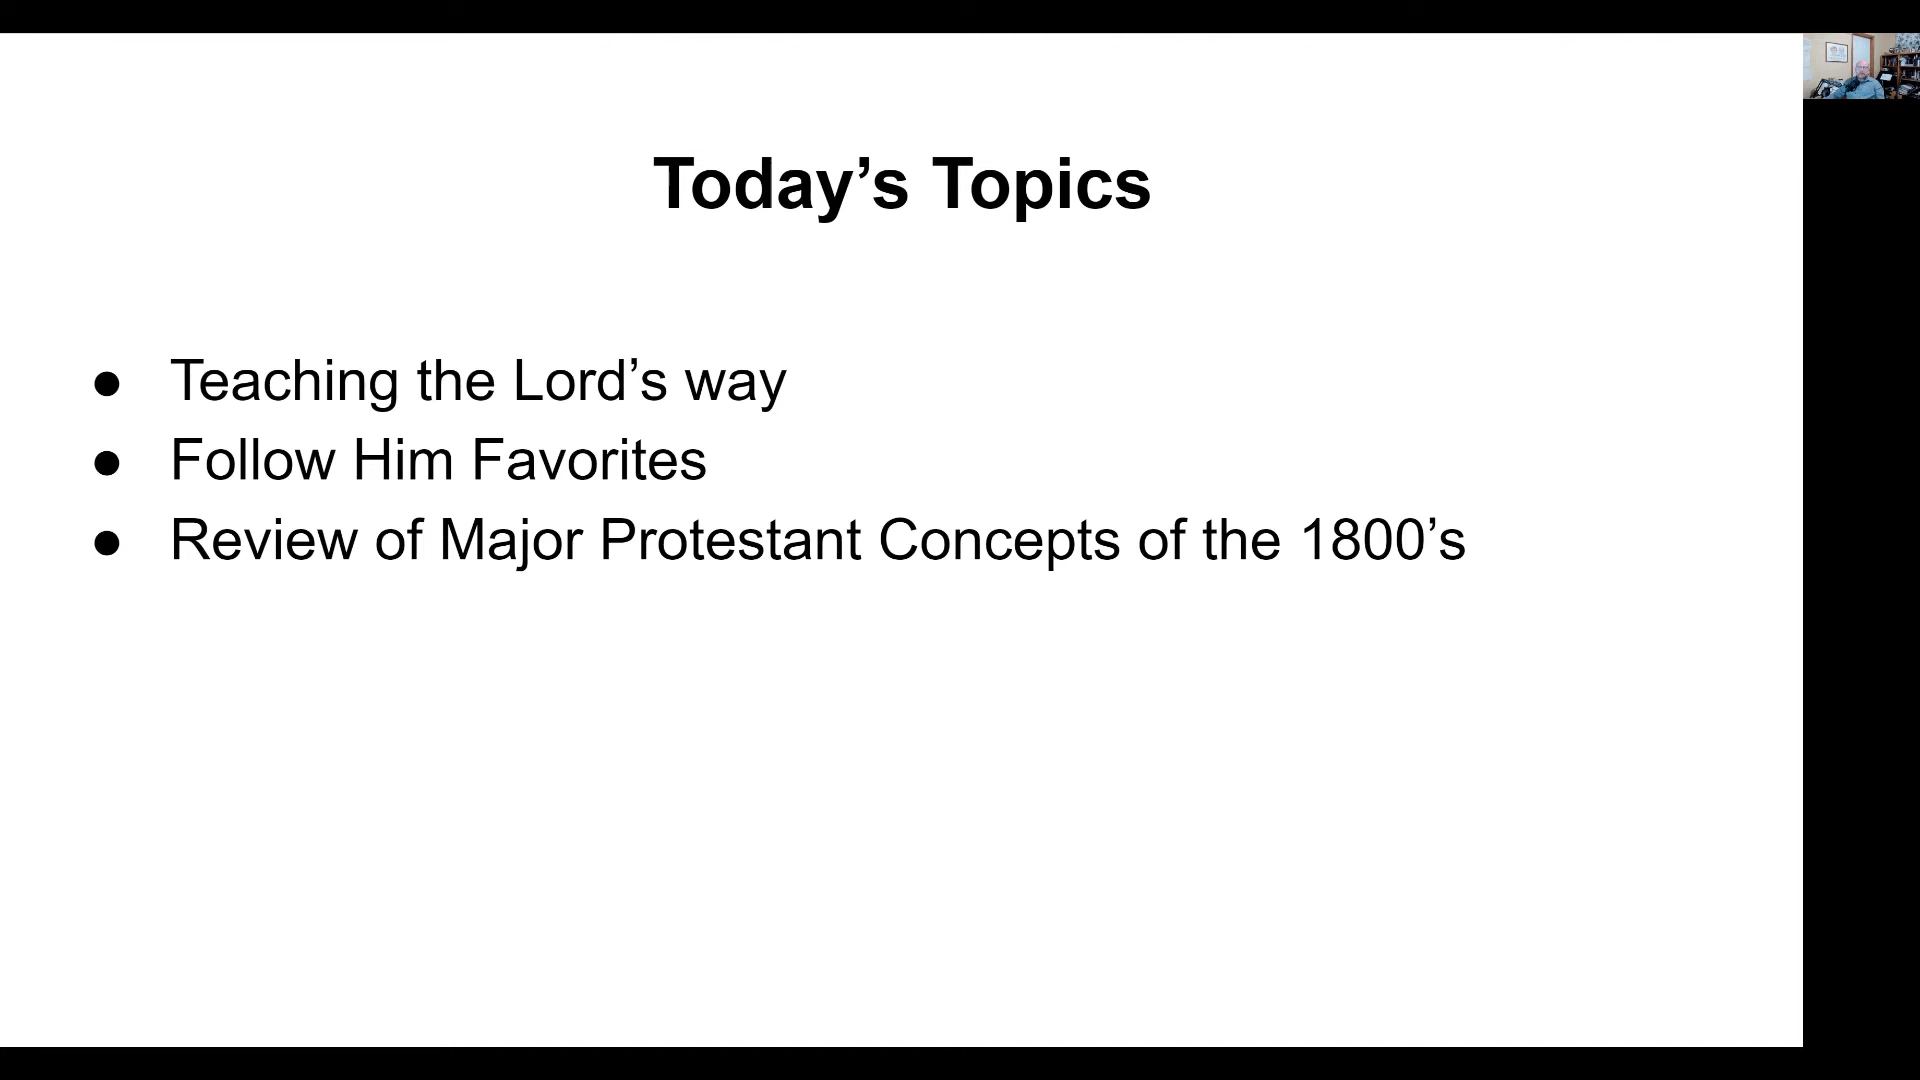 Today’s Topics
● Teaching the Lord’s way
● Follow Him Favorites
● Review of Major Protestant Concepts of the 1800’s